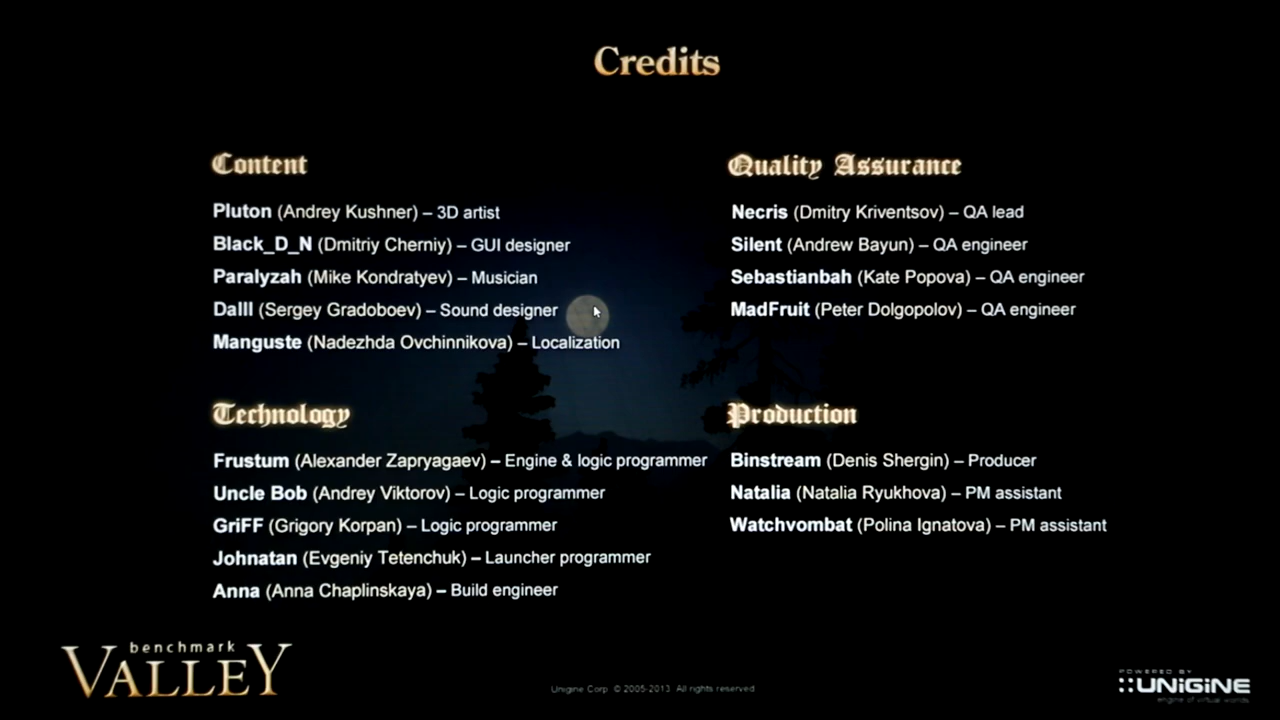 Credits
Content
Pluton (Andrey Kushner) – 3D artist
Black_D_N (Dmitriy Cherniy) – GUI designer
Paralyzah (Mike Kondratyev) – Musician
Dalll (Sergey Gradoboev) – Sound designer
Manguste (Nadezhda Ovchinnikova) – Localization
Quality Assurance
Necris (Dmitry Kriventsov) – QA lead
Silent (Andrew Bayun) – QA engineer
Sebastianbah (Kate Popova) – QA engineer
MadFruit (Peter Dolgopolov) – QA engineer
Technology
Frustum (Alexander Zapryagaev) – Engine & logic programmer
Uncle Bob (Andrey Viktorov) – Logic programmer
GriFF (Grigory Korpan) – Logic programmer
Johnatan (Evgeniy Tetenchuk) – Launcher programmer
Anna (Anna Chaplinskaya) – Build engineer
Production
Binstream (Denis Shergin) – Producer
Natalia (Natalia Ryukhova) – PM assistant
Watchvombat (Polina Ignatova) – PM assistant
benchmark
VALLEY
Unigine Corp. © 2005-2013. All rights reserved
POWERED BY
UNiGiNE
engine of virtual worlds